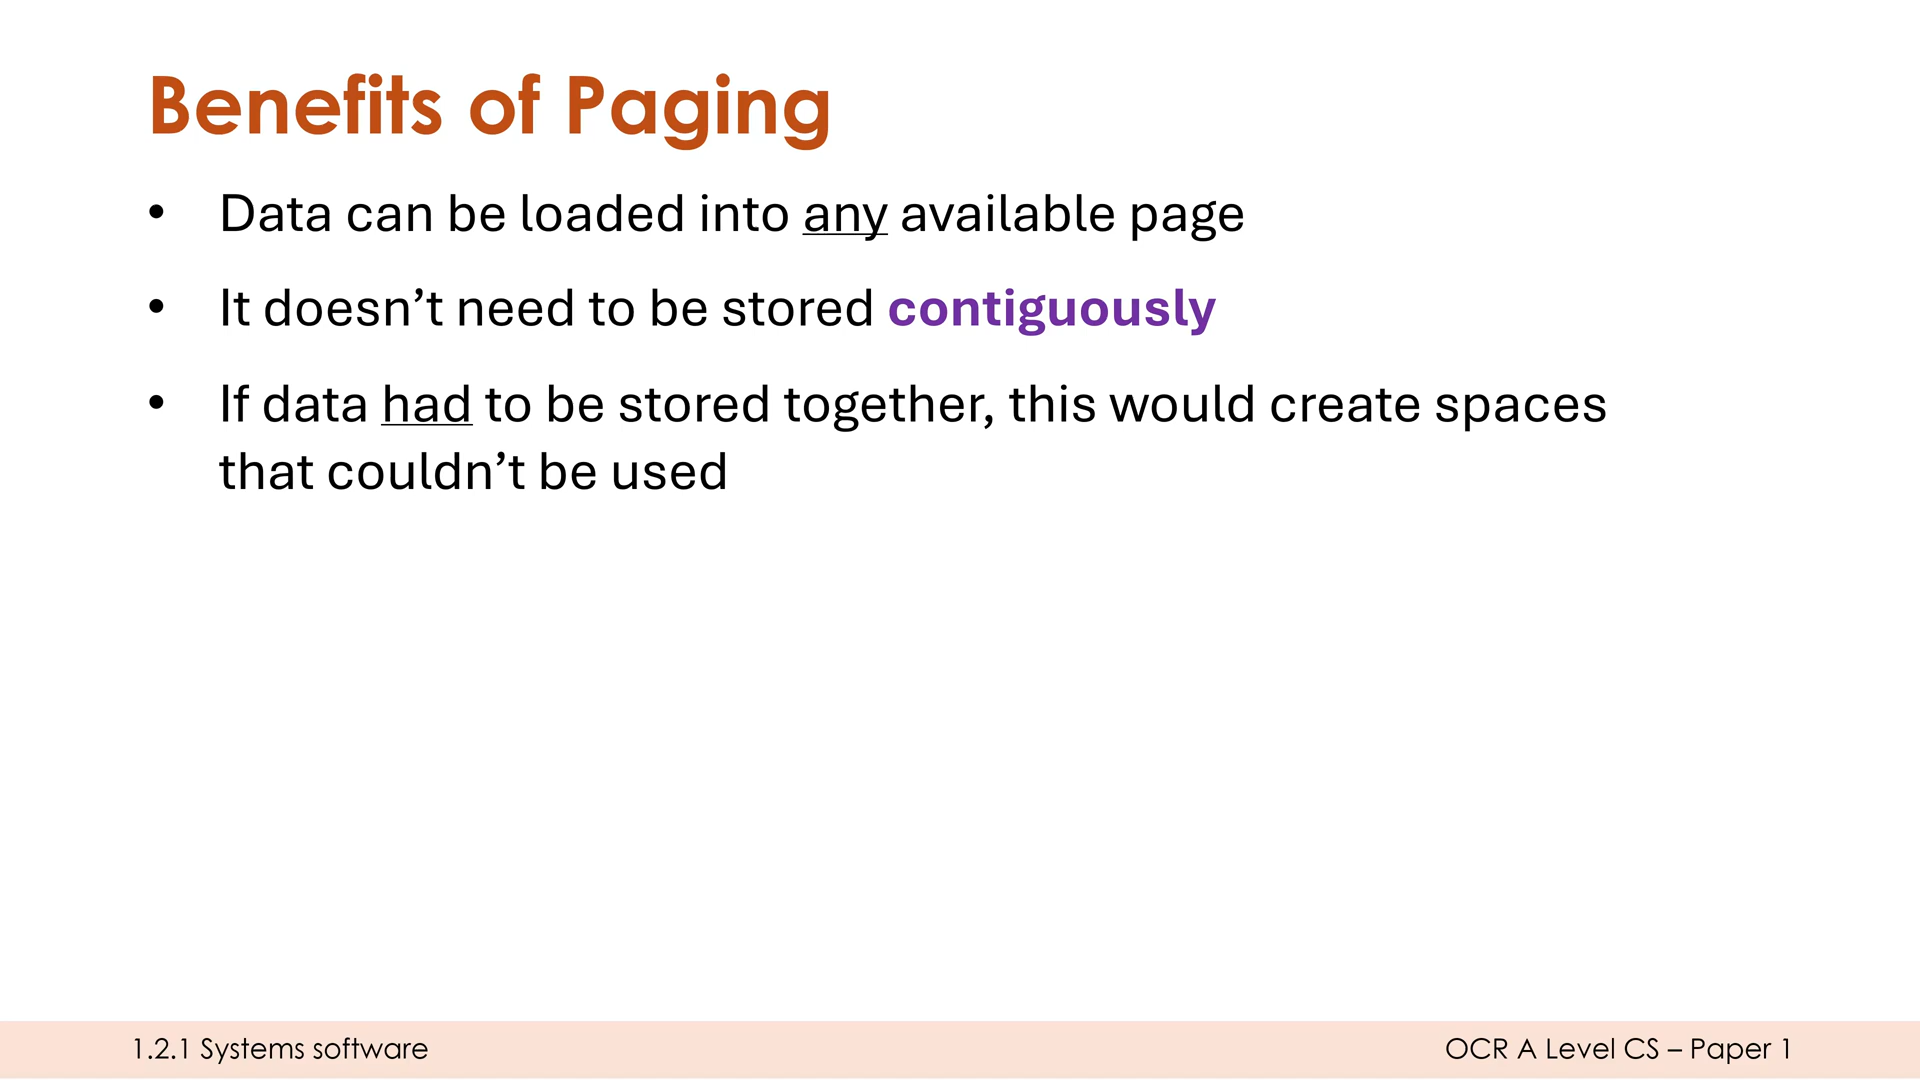 Benefits of Paging
• Data can be loaded into any available page
• It doesn’t need to be stored contiguously
• If data had to be stored together, this would create spaces
that couldn’t be used
1.2.1 Systems software
OCR A Level CS – Paper 1